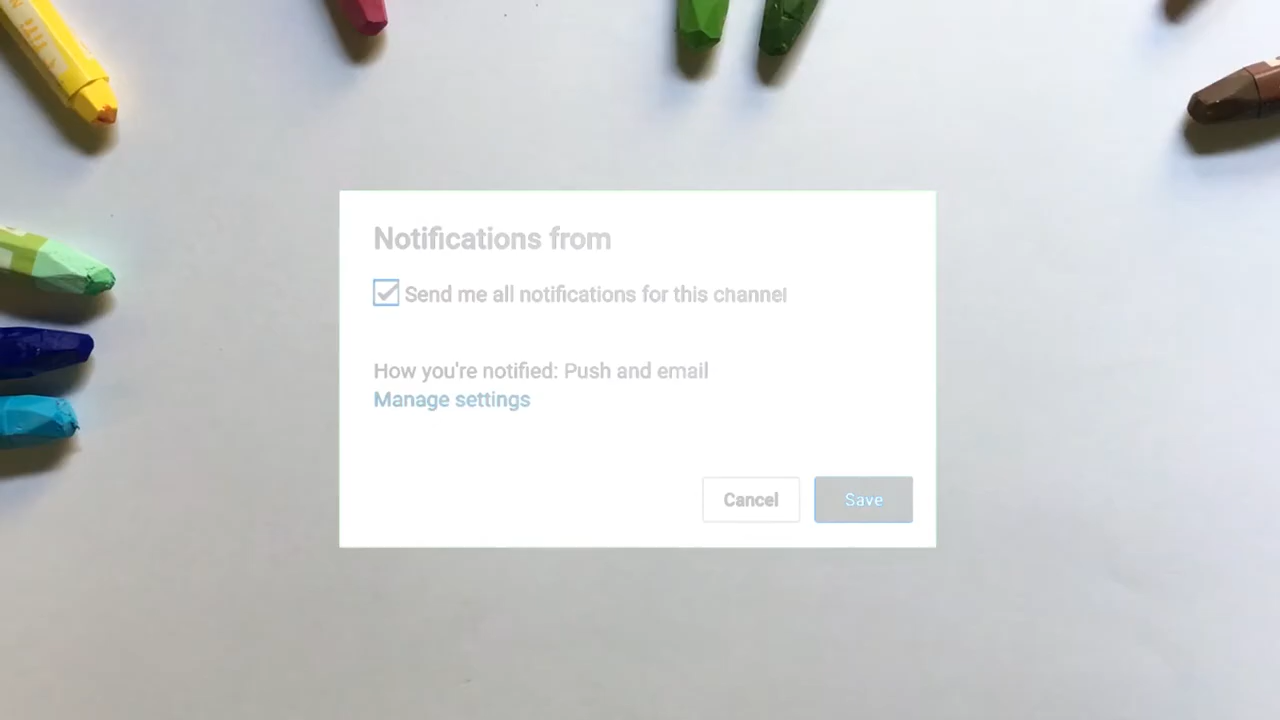 Notifications from
Send me all notifications for this channel
How you're notified: Push and email
Manage settings
Cancel
Save